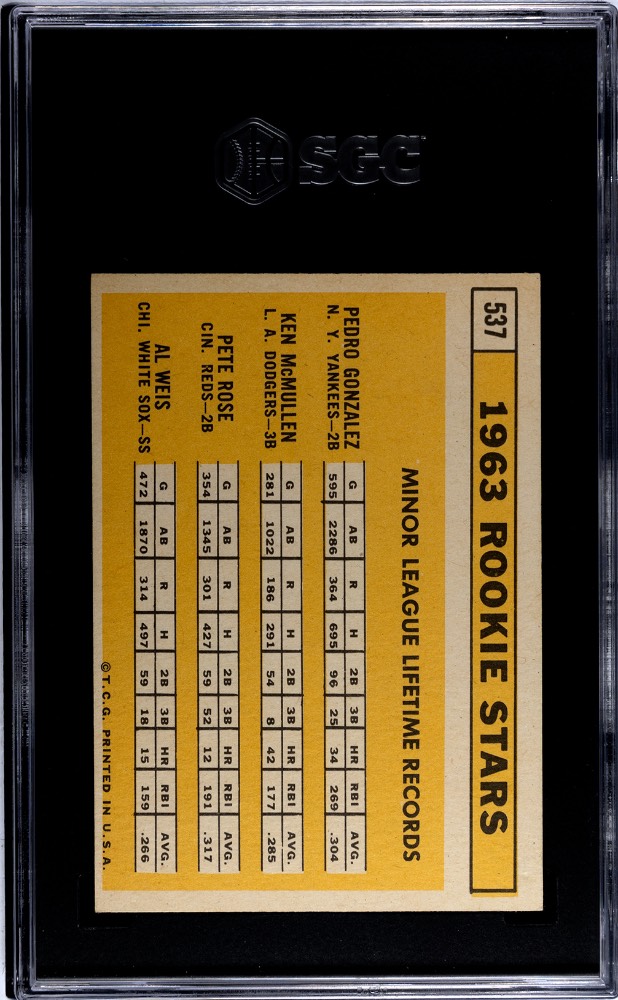 SGC
537
1963 ROOKIE STARS
MINOR LEAGUE LIFETIME RECORDS
PEDRO GONZALEZ
N. Y. YANKEES—2B
G AB R H 2B 3B HR RBI AVG.
595 2286 364 695 96 25 34 269 .304
KEN McMULLEN
L. A. DODGERS—3B
G AB R H 2B 3B HR RBI AVG.
281 1022 186 291 54 8 42 177 .285
PETE ROSE
CIN. REDS—2B
G AB R H 2B 3B HR RBI AVG.
354 1345 301 427 59 52 12 191 .317
AL WEIS
CHI. WHITE SOX—SS
G AB R H 2B 3B HR RBI AVG.
472 1870 314 497 59 18 15 159 .266
©T.C.G. PRINTED IN U.S.A.